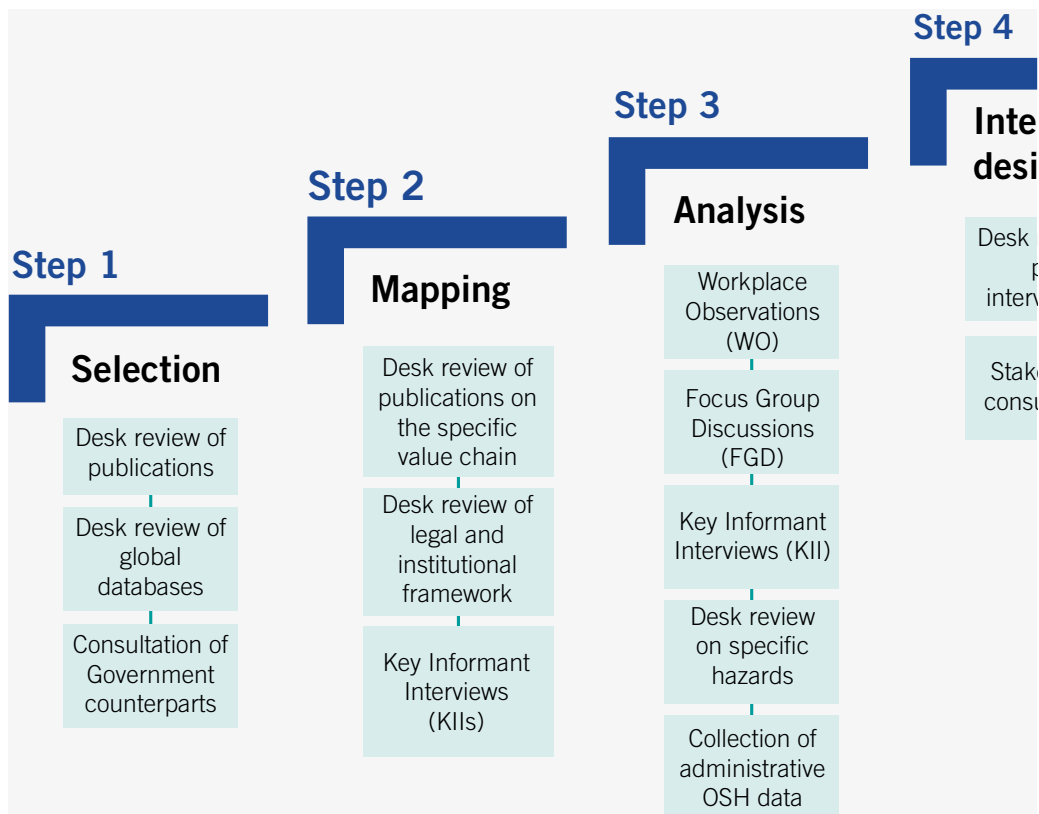 Step 1
Selection
Desk review of
publications
Desk review of
global
databases
Consultation of
Government
counterparts
Step 2
Mapping
Desk review of
publications on
the specific
value chain
Desk review of
legal and
institutional
framework
Key Informant
Interviews
(KIIs)
Step 3
Analysis
Workplace
Observations
(WO)
Focus Group
Discussions
(FGD)
Key Informant
Interviews (KII)
Desk review
on specific
hazards
Collection of
administrative
OSH data
Step 4
Desk